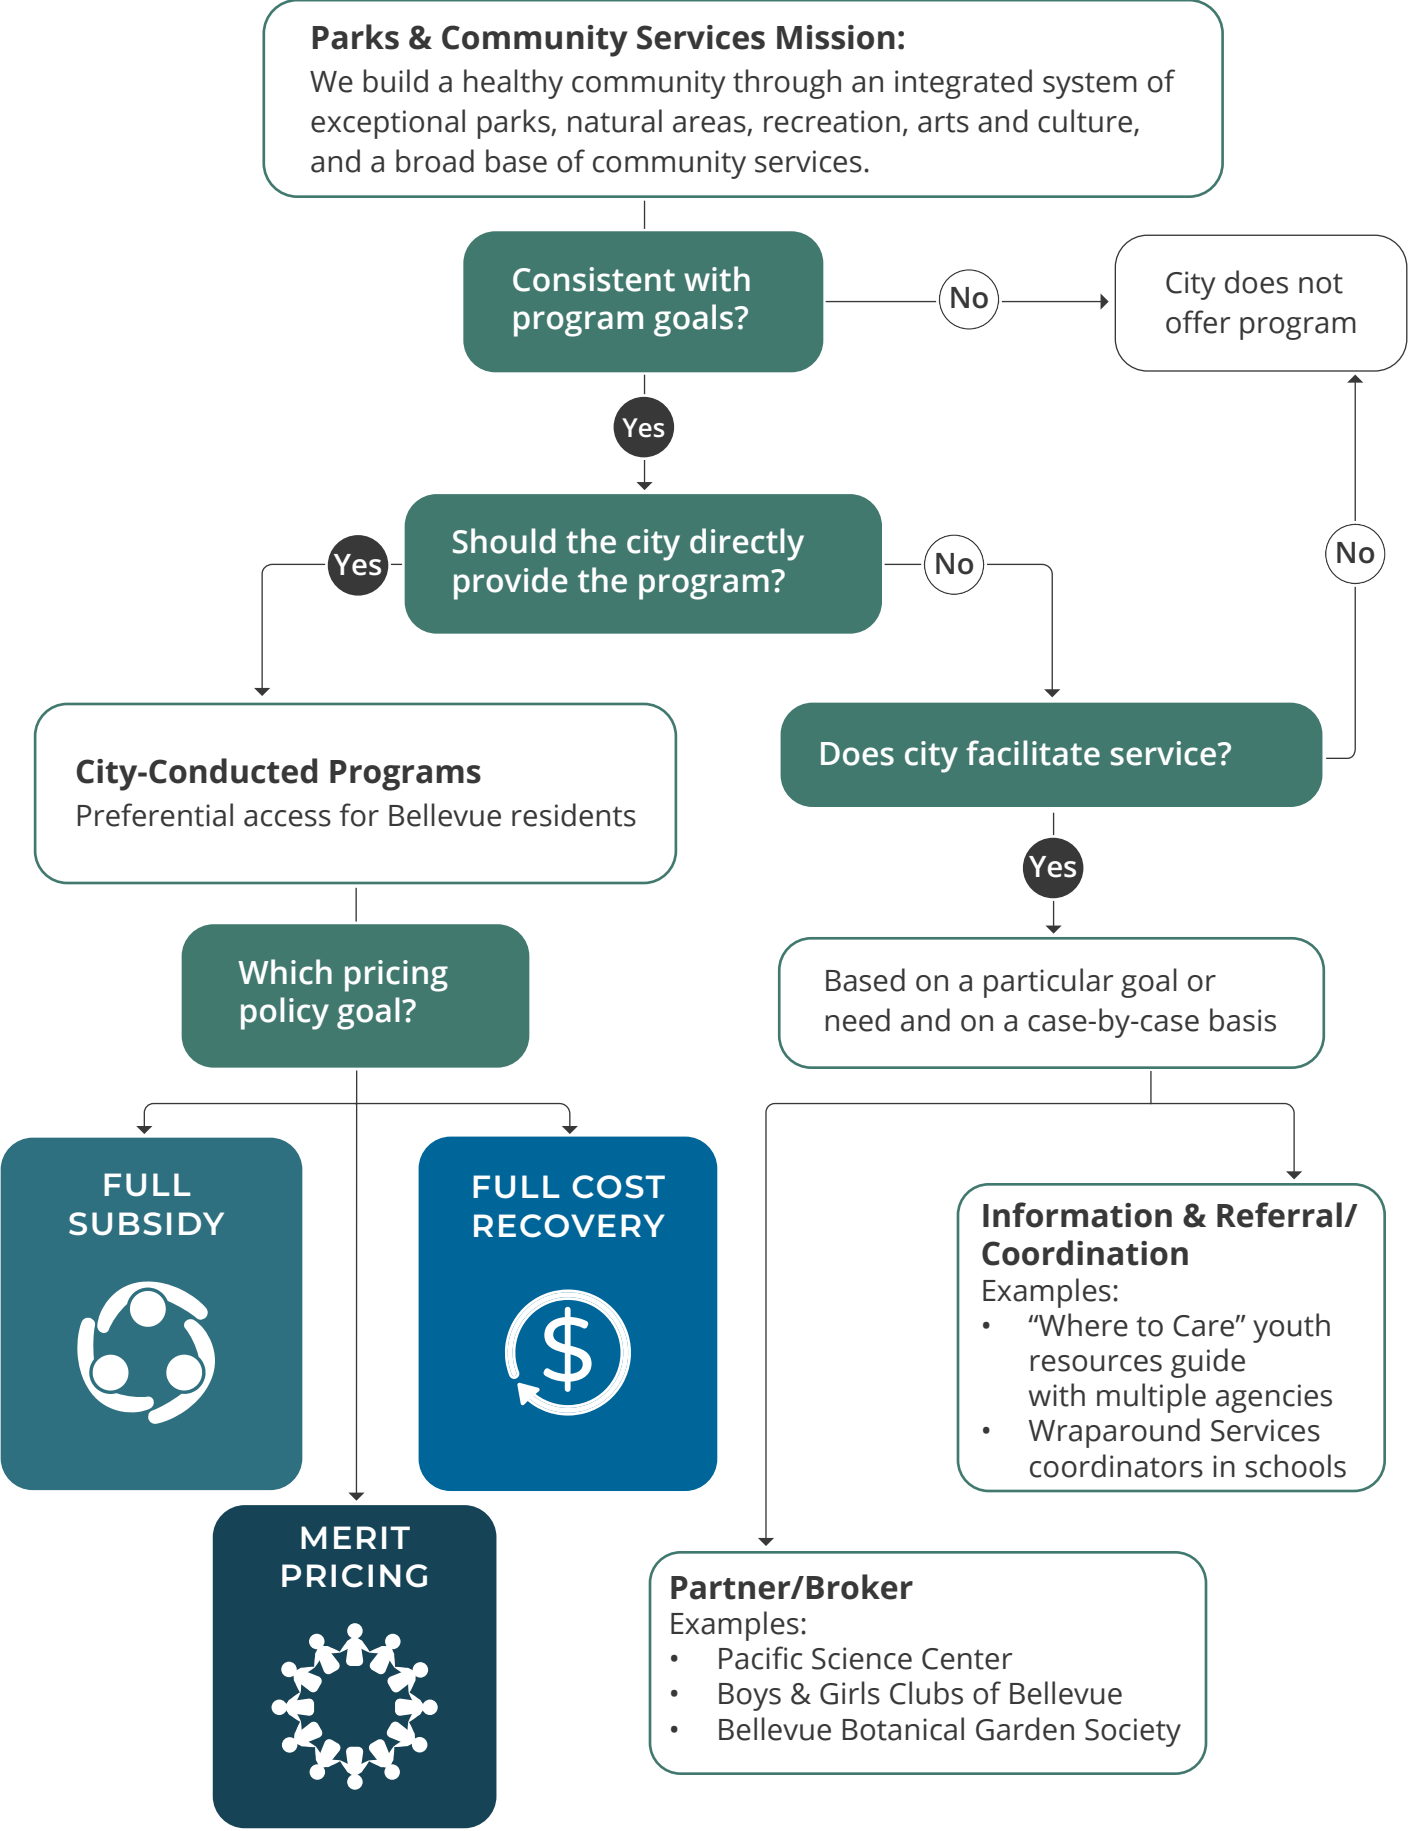 Parks & Community Services Mission:
We build a healthy community through an integrated system of
exceptional parks, natural areas, recreation, arts and culture,
and a broad base of community services.
Consistent with
program goals?
No
City does not
offer program
Yes
Should the city directly
provide the program?
Yes
No
No
City-Conducted Programs
Preferential access for Bellevue residents
Does city facilitate service?
Yes
Which pricing
policy goal?
Based on a particular goal or
need and on a case-by-case basis
FULL
SUBSIDY
FULL COST
RECOVERY
$
MERIT
PRICING
Information & Referral/
Coordination
Examples:
• “Where to Care” youth
resources guide
with multiple agencies
• Wraparound Services
coordinators in schools
Partner/Broker
Examples:
• Pacific Science Center
• Boys & Girls Clubs of Bellevue
• Bellevue Botanical Garden Society